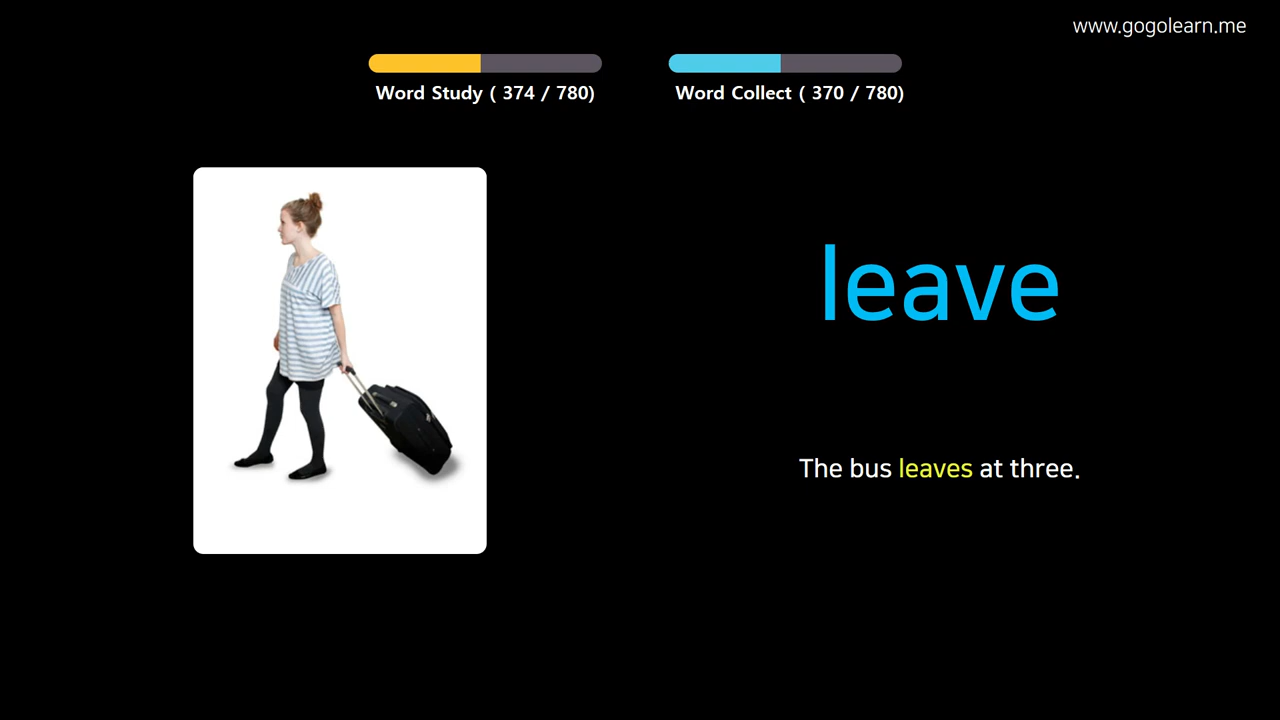 www.gogolearn.me
Word Study ( 374 / 780)
Word Collect ( 370 / 780)
leave
The bus leaves at three.